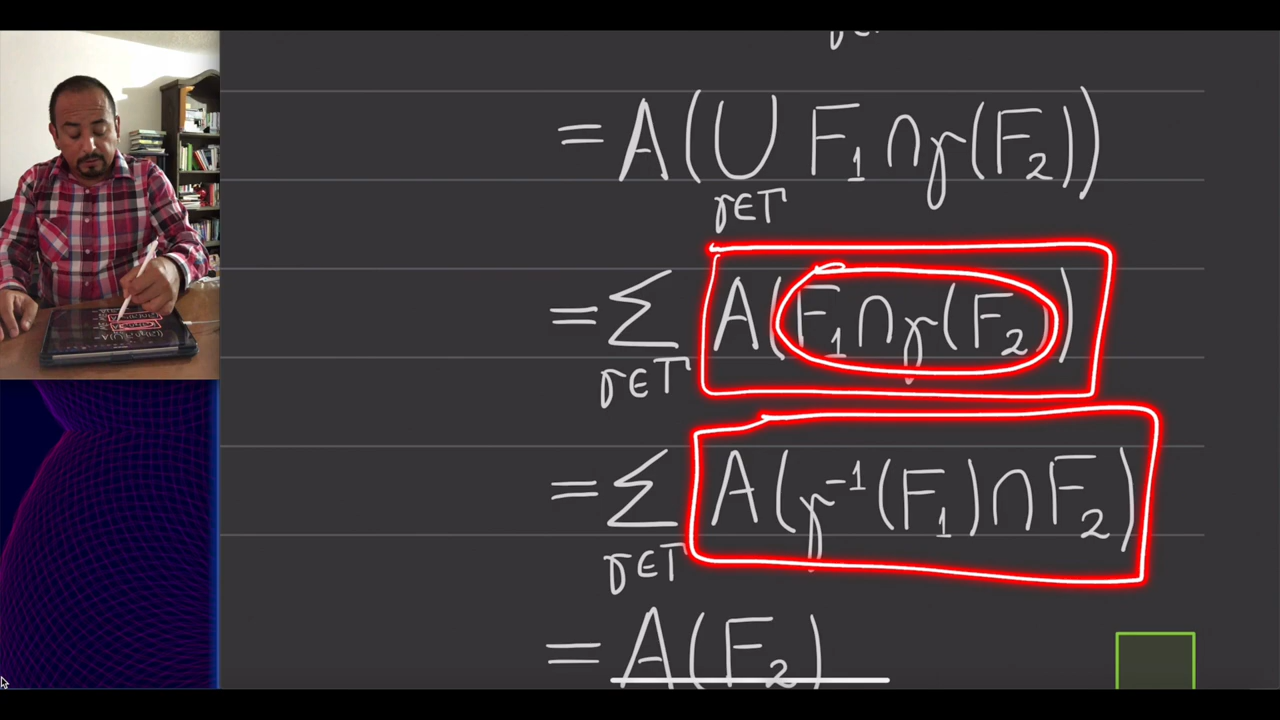 = A(⋃ F₁∩γ(F₂))
γ∈Γ
= ∑ A(F₁∩γ(F₂))
γ∈Γ
= ∑ A(γ⁻¹(F₁)∩F₂)
γ∈Γ
= A(F₂)